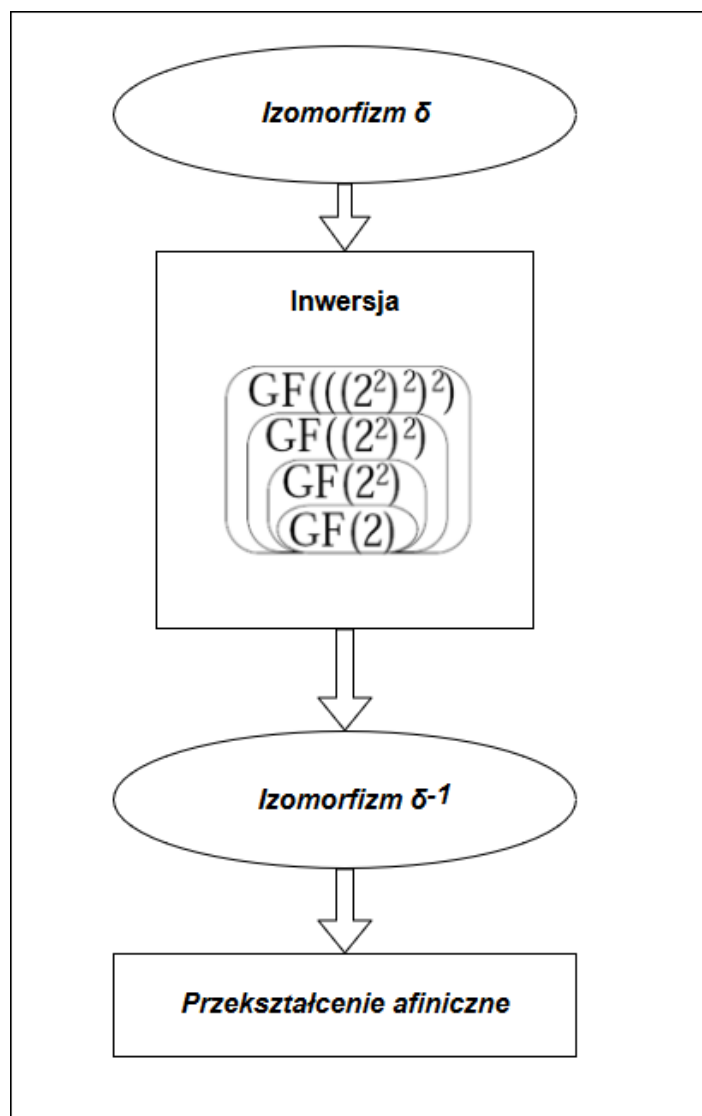 Izomorfizm δ
Inwersja
GF(((2²)²)²)
GF((2²)²)
GF(2²)
GF(2)
Izomorfizm δ-1
Przekształcenie afiniczne